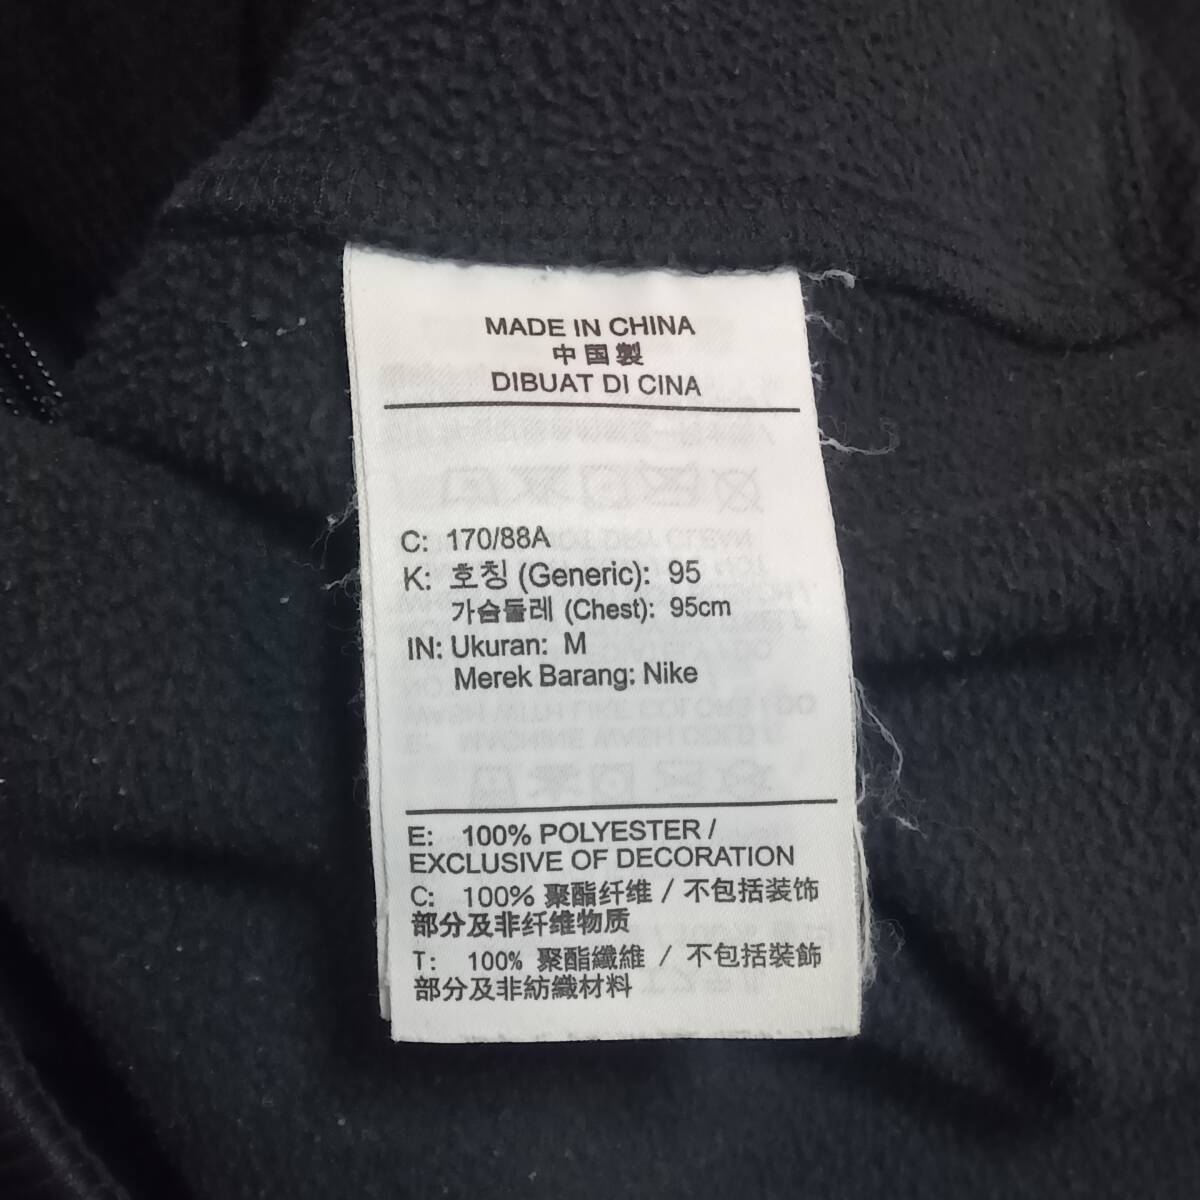 MADE IN CHINA
中国製
DIBUAT DI CINA
C: 170/88A
K: 호칭 (Generic): 95
가슴둘레 (Chest): 95cm
IN: Ukuran: M
Merek Barang: Nike
E: 100% POLYESTER /
EXCLUSIVE OF DECORATION
C: 100% 聚酯纤维 / 不包括装饰
部分及非纤维物质
T: 100% 聚酯纖維 / 不包括裝飾
部分及非紡織材料